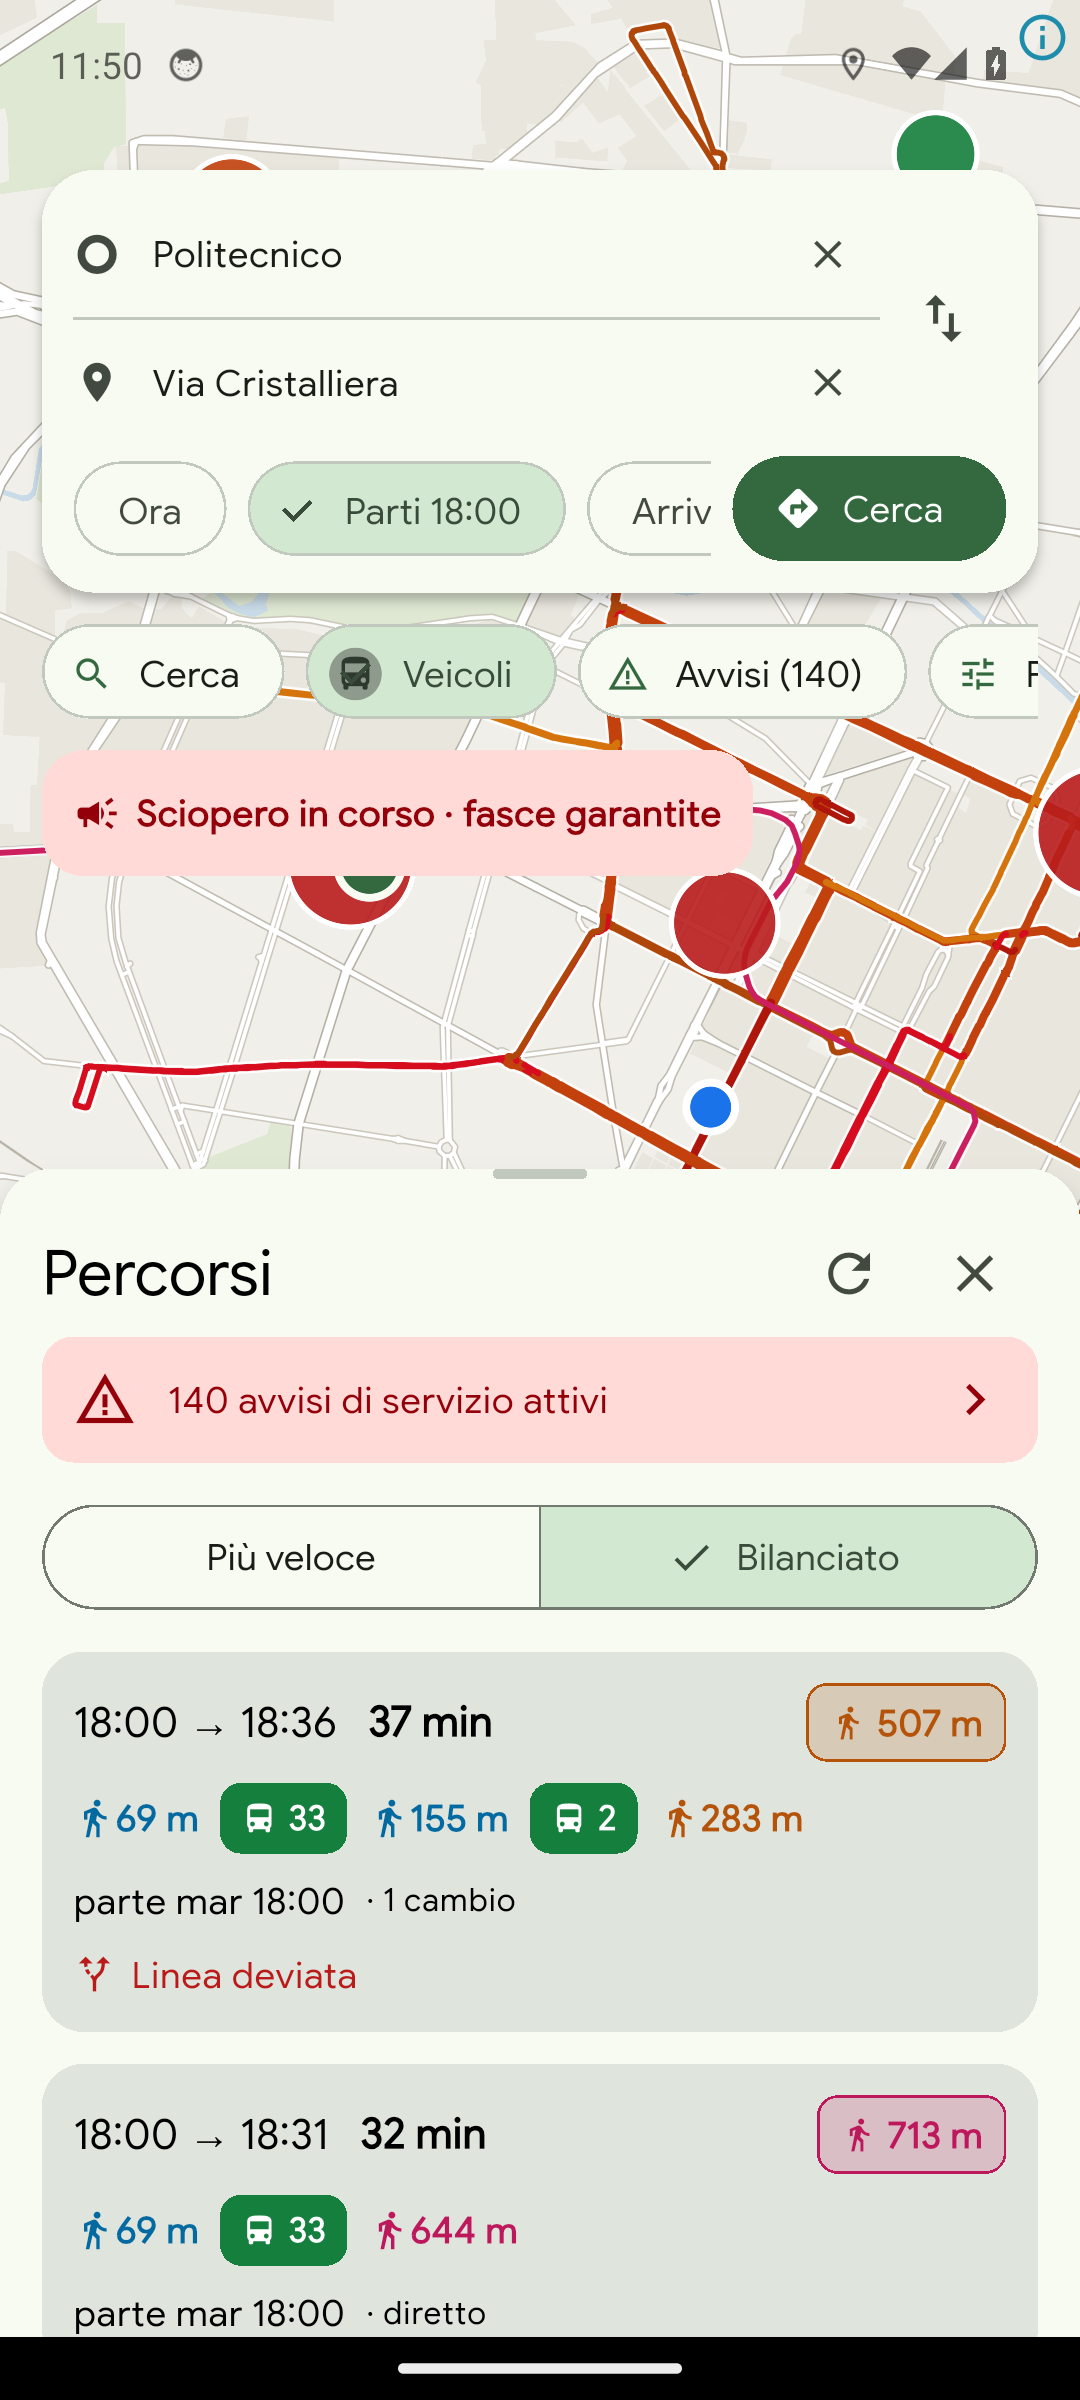 11:50
Politecnico
Via Cristalliera
Ora
Parti 18:00
Arriv
Cerca
Cerca
Veicoli
Avvisi (140)
Sciopero in corso · fasce garantite
Percorsi
140 avvisi di servizio attivi
Più veloce
Bilanciato
18:00 → 18:36 37 min 507 m
69 m 33 155 m 2 283 m
parte mar 18:00 · 1 cambio
Linea deviata
18:00 → 18:31 32 min 713 m
69 m 33 644 m
parte mar 18:00 · diretto